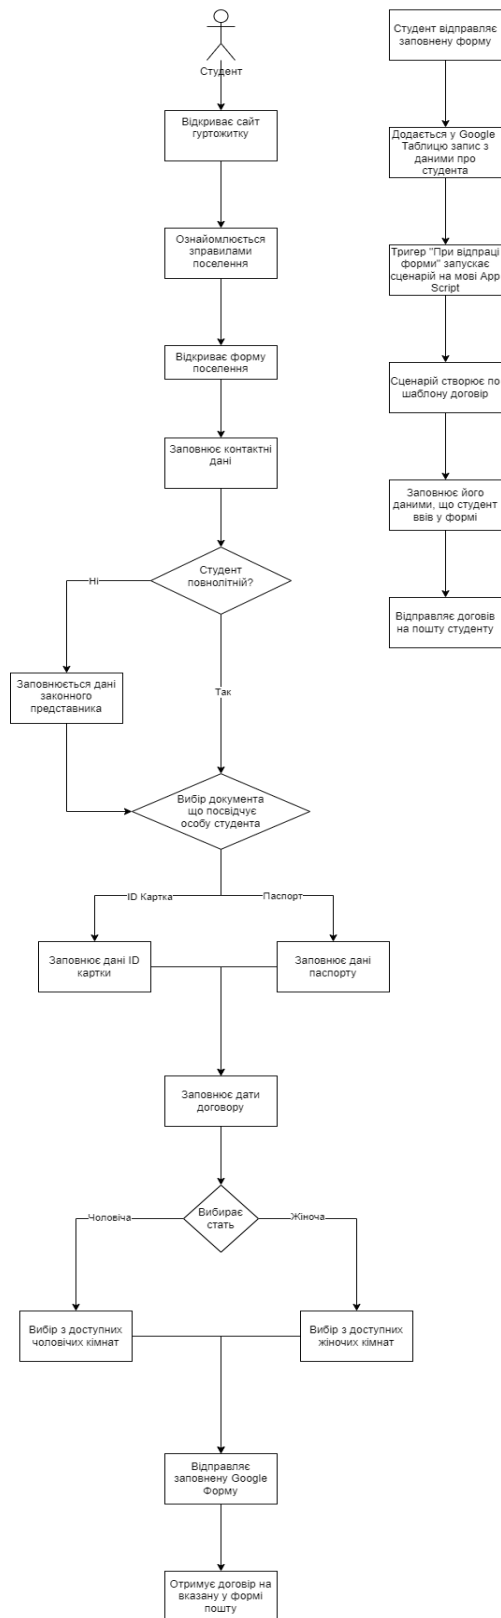 Студент
Відкриває сайт
гуртожитку
Ознайомлюється
зправилами
поселення
Відкриває форму
поселення
Заповнює контактні
дані
Студент
повнолітній?
Ні
Так
Заповнюється дані
законного
представника
Вибір документа
що посвідчує
особу студента
ID Картка
Паспорт
Заповнює дані ID
картки
Заповнює дані
паспорту
Заповнює дати
договору
Вибирає
стать
Чоловіча
Жіноча
Вибір з доступних
чоловічих кімнат
Вибір з доступних
жіночих кімнат
Відправляє
заповнену Google
Форму
Отримує договір на
вказану у формі
пошту
Студент відправляє
заповнену форму
Додається у Google
Таблицю запис з
даними про
студента
Тригер "При відпраці
форми" запускає
сценарій на мові App
Script
Сценарій створює по
шаблону договір
Заповнює його
даними, що студент
ввів у формі
Відправляє договів
на пошту студенту